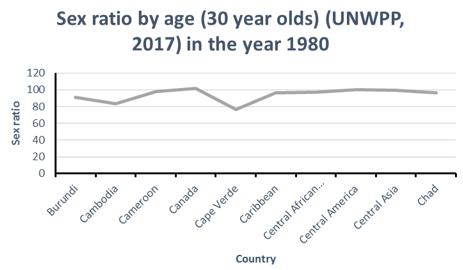 Sex ratio by age (30 year olds) (UNWPP,
2017) in the year 1980
120
100
80
60
40
20
0
Sex ratio
Burundi
Cambodia
Cameroon
Canada
Cape Verde
Caribbean
Central African...
Central America
Central Asia
Chad
Country